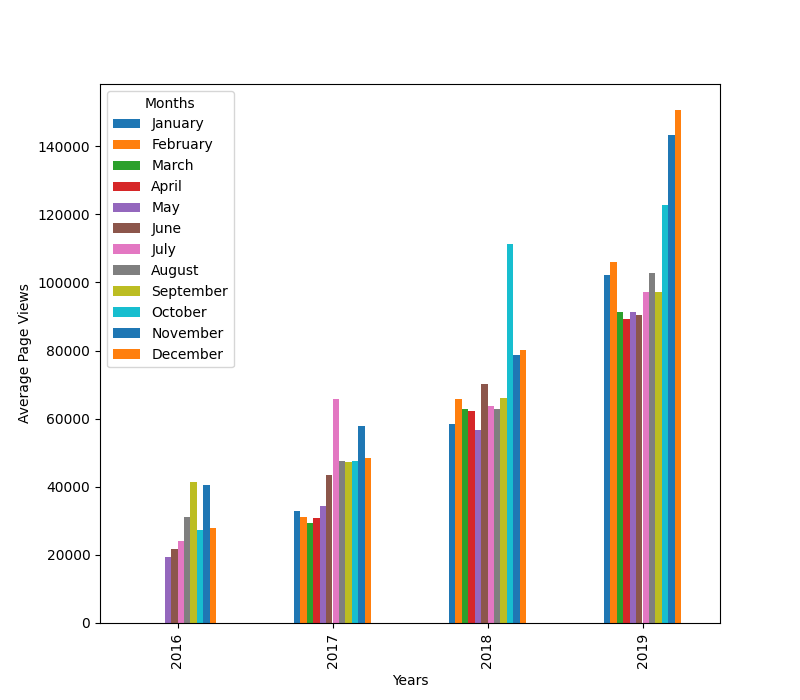 Months
January
February
March
April
May
June
July
August
September
October
November
December
140000
120000
100000
80000
60000
40000
20000
0
Average Page Views
2016
2017
2018
2019
Years